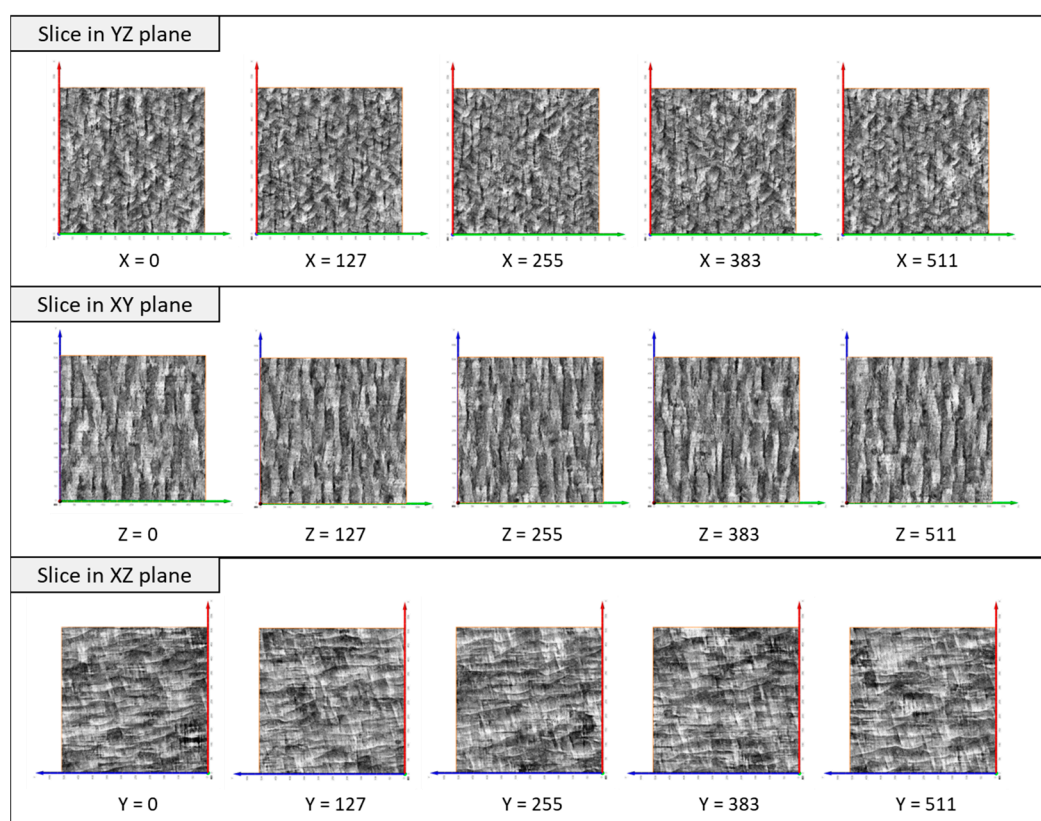 Slice in YZ plane
X = 0 X = 127 X = 255 X = 383 X = 511
Slice in XY plane
Z = 0 Z = 127 Z = 255 Z = 383 Z = 511
Slice in XZ plane
Y = 0 Y = 127 Y = 255 Y = 383 Y = 511